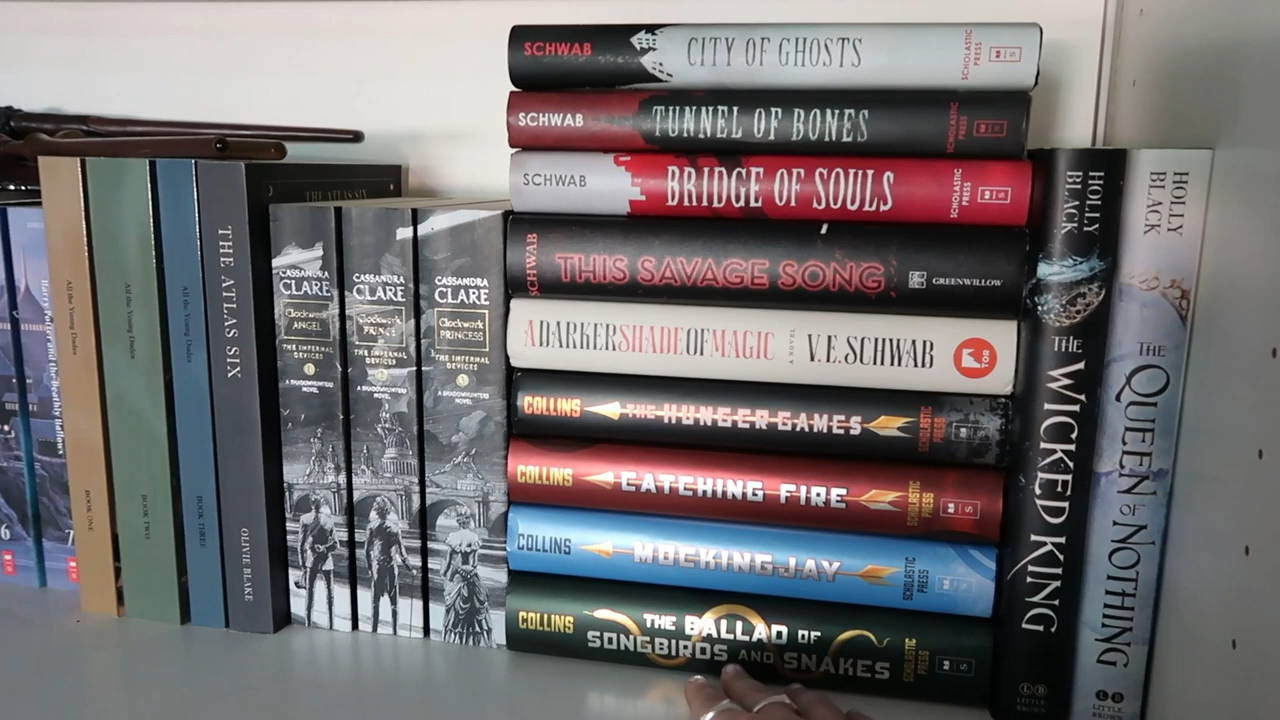 6
Harry Potter and the Deathly Hallows
7
All the Young Dudes
BOOK ONE
All the Young Dudes
BOOK TWO
All the Young Dudes
BOOK THREE
THE ATLAS SIX
OLIVIE BLAKE
THE ATLAS SIX
CASSANDRA
CLARE
Clockwork
ANGEL
THE INFERNAL
DEVICES
1
A SHADOWHUNTERS
NOVEL
CASSANDRA
CLARE
Clockwork
PRINCE
THE INFERNAL
DEVICES
A SHADOWHUNTERS
NOVEL
CASSANDRA
CLARE
Clockwork
PRINCESS
THE INFERNAL
DEVICES
A SHADOWHUNTERS
NOVEL
SCHWAB CITY OF GHOSTS SCHOLASTIC PRESS S
SCHWAB TUNNEL OF BONES SCHOLASTIC PRESS S
SCHWAB BRIDGE OF SOULS SCHOLASTIC PRESS S
SCHWAB THIS SAVAGE SONG GREENWILLOW
A DARKER SHADE OF MAGIC A NOVEL V. E. SCHWAB TOR
COLLINS THE HUNGER GAMES SCHOLASTIC PRESS
COLLINS CATCHING FIRE SCHOLASTIC PRESS S
COLLINS MOCKINGJAY SCHOLASTIC PRESS S
COLLINS THE BALLAD OF
SONGBIRDS AND SNAKES SCHOLASTIC PRESS S
HOLLY
BLACK
THE WICKED KING
LB
LITTLE
BROWN
HOLLY
BLACK
THE QUEEN OF NOTHING
LB
LITTLE
BROWN